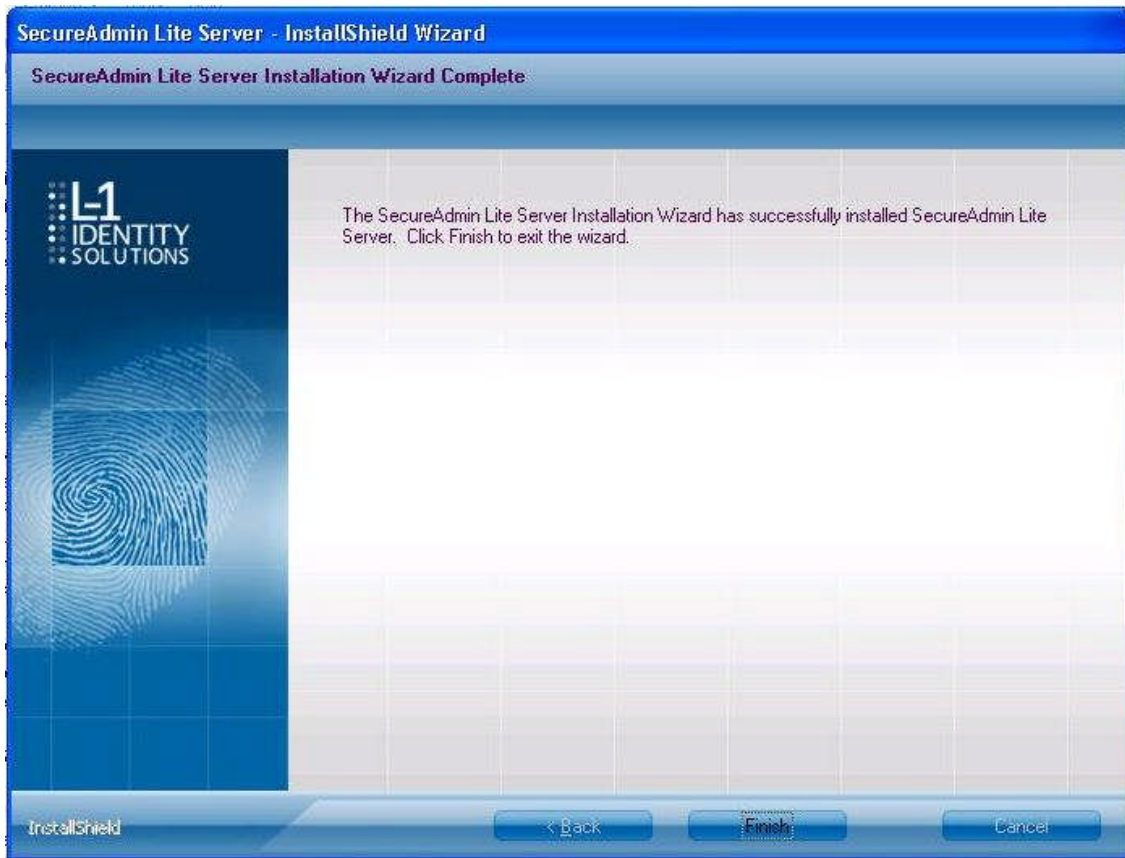 SecureAdmin Lite Server - InstallShield Wizard
SecureAdmin Lite Server Installation Wizard Complete
L-1
IDENTITY
SOLUTIONS
The SecureAdmin Lite Server Installation Wizard has successfully installed SecureAdmin Lite
Server. Click Finish to exit the wizard.
InstallShield
< Back
Finish
Cancel